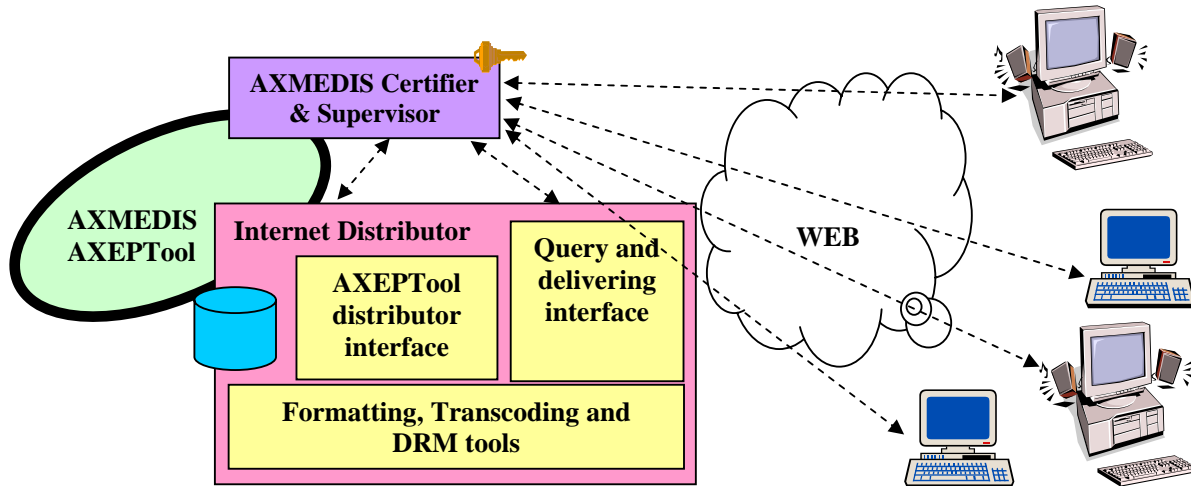 AXMEDIS Certifier
& Supervisor
AXMEDIS
AXEPTool
Internet Distributor
AXEPTool
distributor
interface
Query and
delivering
interface
Formatting, Transcoding and
DRM tools
WEB